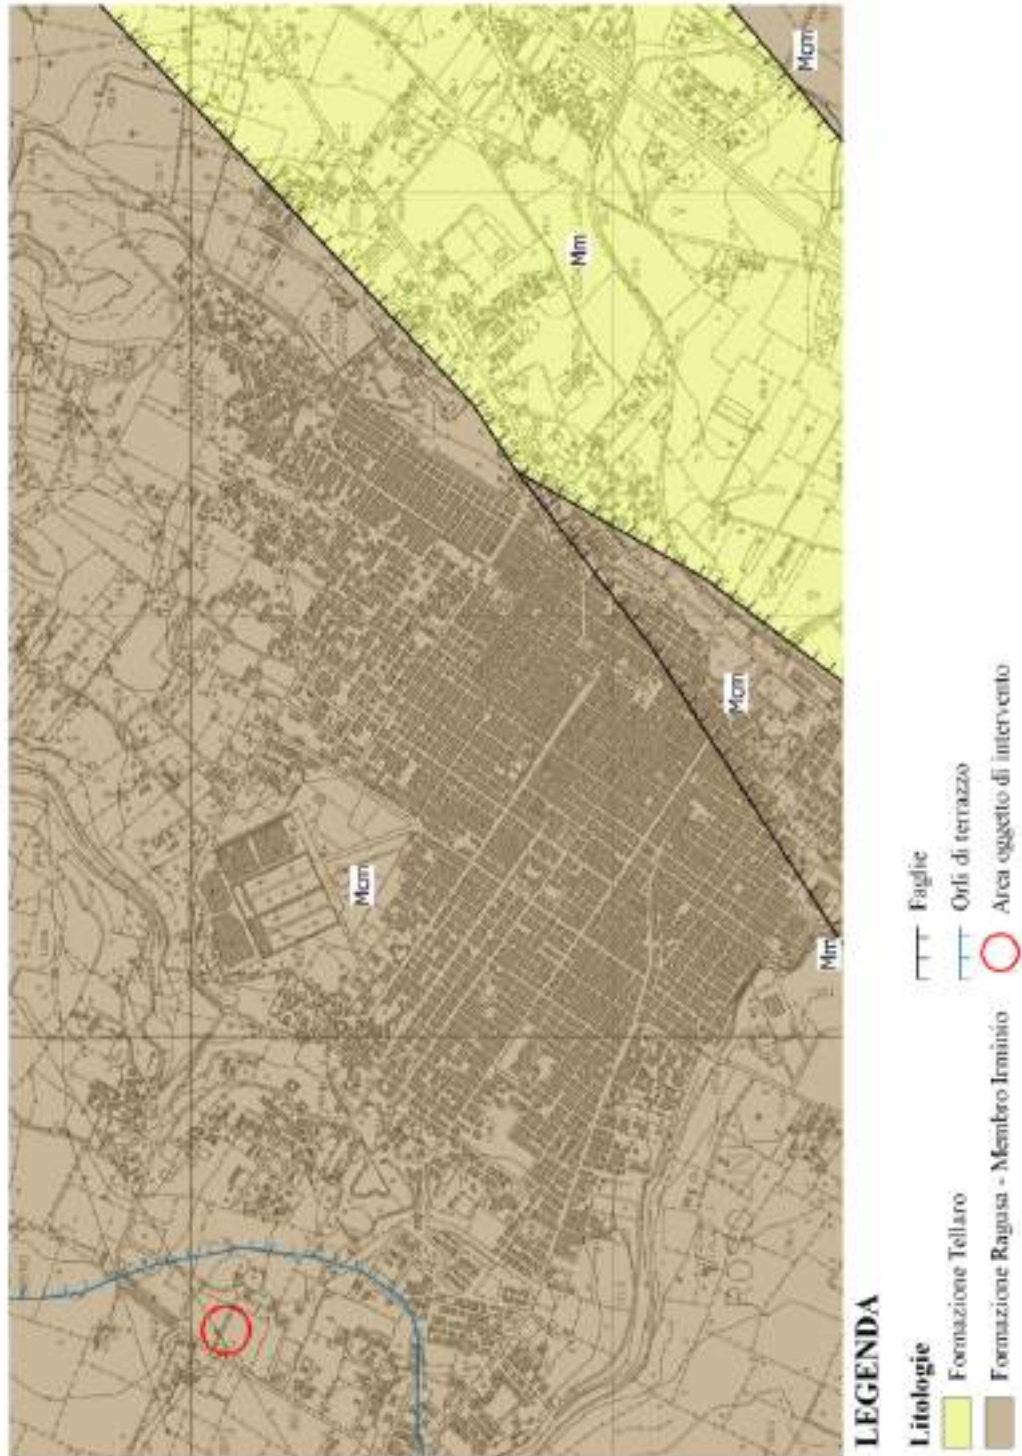 Mcm
Mm
Mcm
Mcm
Mm
LEGENDA
Litologie
Formazione Tellaro
Formazione Ragusa - Membro Irminio
Faglie
Orli di terrazzo
Area oggetto di intervento